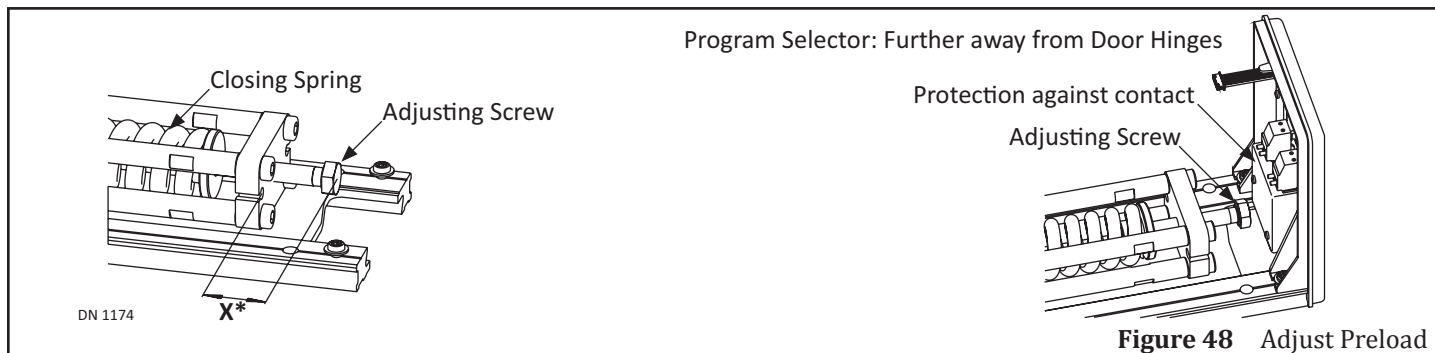 Program Selector: Further away from Door Hinges
Closing Spring
Adjusting Screw
Protection against contact
Adjusting Screw
DN 1174
X*
Figure 48 Adjust Preload